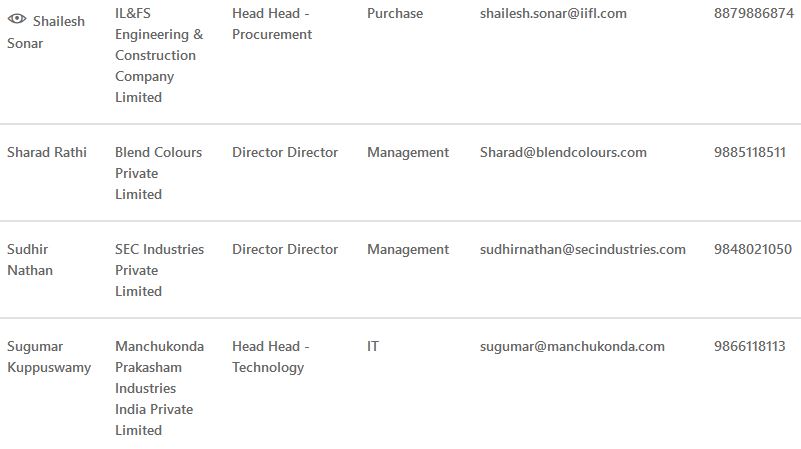 Shailesh Sonar IL&FS Engineering & Construction Company Limited Head Head - Procurement Purchase shailesh.sonar@iifl.com 8879886874
Sharad Rathi Blend Colours Private Limited Director Director Management Sharad@blendcolours.com 9885118511
Sudhir Nathan SEC Industries Private Limited Director Director Management sudhirnathan@secindustries.com 9848021050
Sugumar Kuppuswamy Manchukonda Prakasham Industries India Private Limited Head Head - Technology IT sugumar@manchukonda.com 9866118113